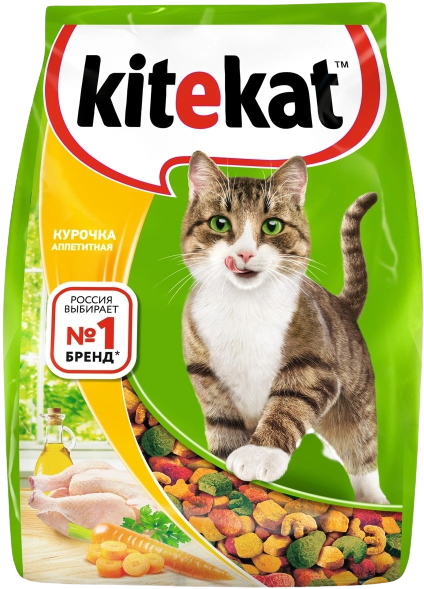 kitekat™
КУРОЧКА
АППЕТИТНАЯ
РОССИЯ
ВЫБИРАЕТ
№1
БРЕНД*